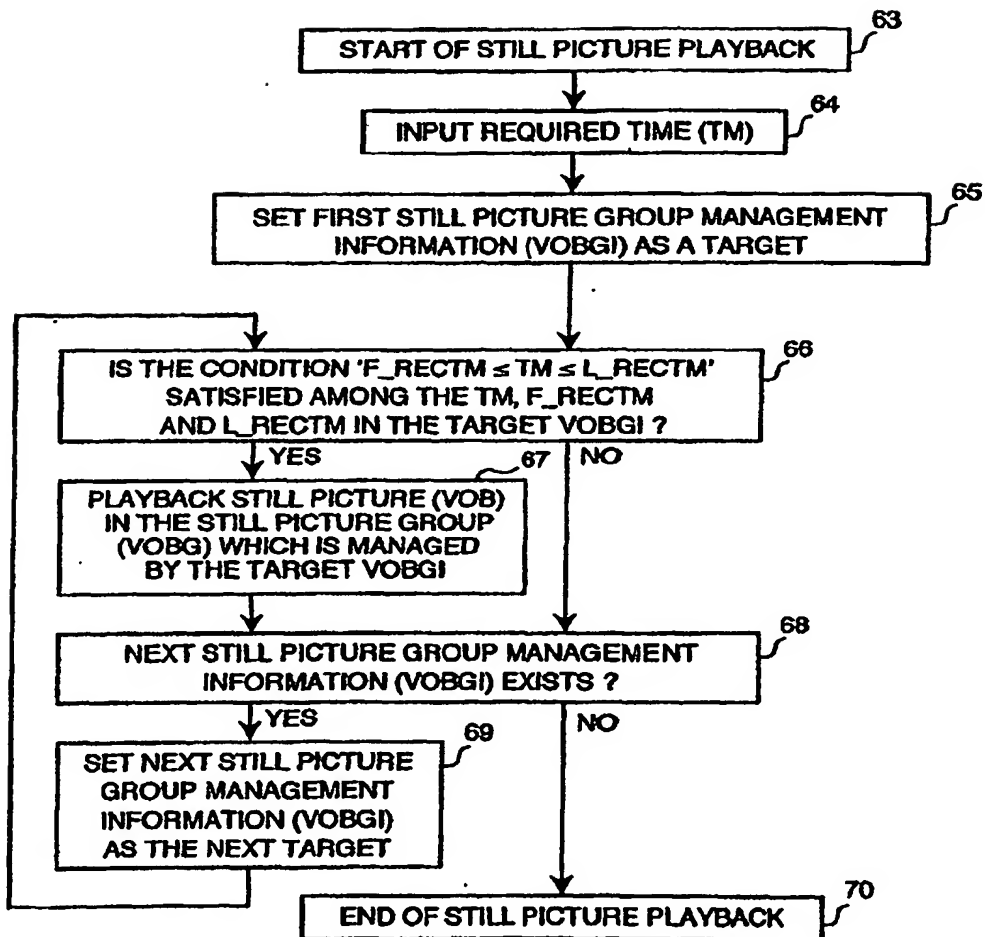 63
START OF STILL PICTURE PLAYBACK
64
INPUT REQUIRED TIME (TM)
65
SET FIRST STILL PICTURE GROUP MANAGEMENT
INFORMATION (VOBGI) AS A TARGET
66
IS THE CONDITION 'F_RECTM ≤ TM ≤ L_RECTM'
SATISFIED AMONG THE TM, F_RECTM
AND L_RECTM IN THE TARGET VOBGI ?
YES
67
NO
PLAYBACK STILL PICTURE (VOB)
IN THE STILL PICTURE GROUP
(VOBG) WHICH IS MANAGED
BY THE TARGET VOBGI
68
NEXT STILL PICTURE GROUP MANAGEMENT
INFORMATION (VOBGI) EXISTS ?
YES
NO
69
SET NEXT STILL PICTURE
GROUP MANAGEMENT
INFORMATION (VOBGI)
AS THE NEXT TARGET
70
END OF STILL PICTURE PLAYBACK